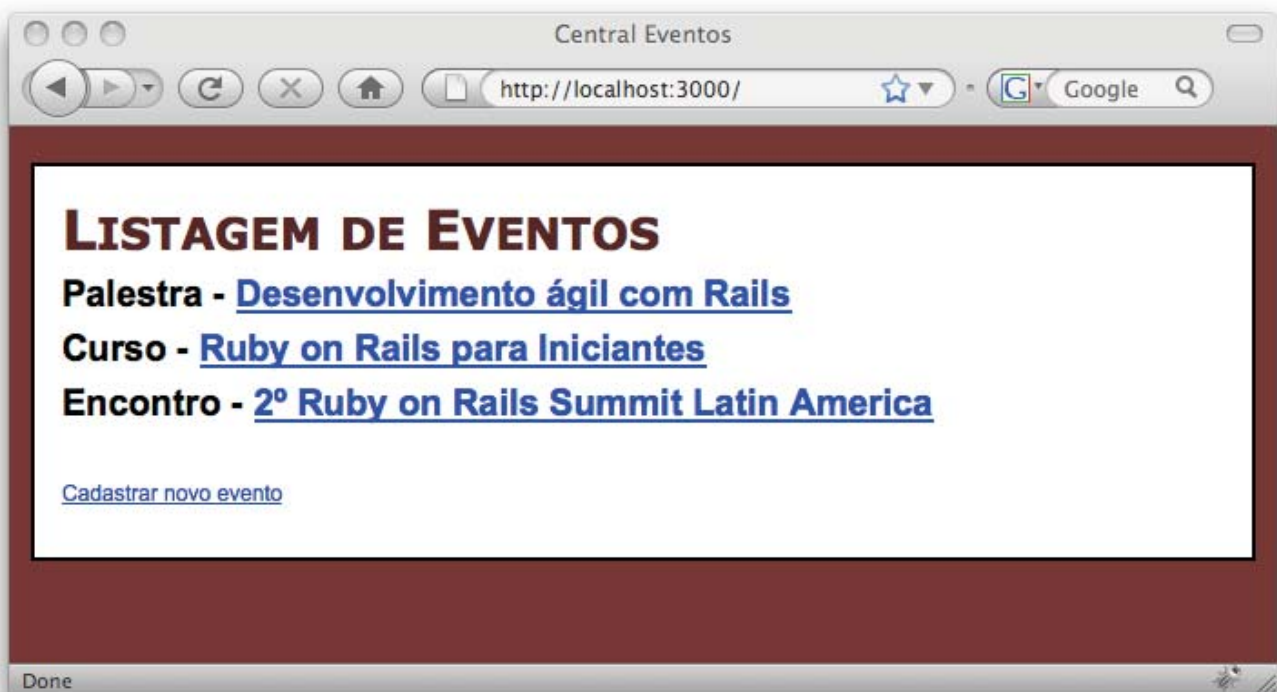 Central Eventos
http://localhost:3000/
G Google
Listagem de Eventos
Palestra - Desenvolvimento ágil com Rails
Curso - Ruby on Rails para Iniciantes
Encontro - 2º Ruby on Rails Summit Latin America
Cadastrar novo evento
Done